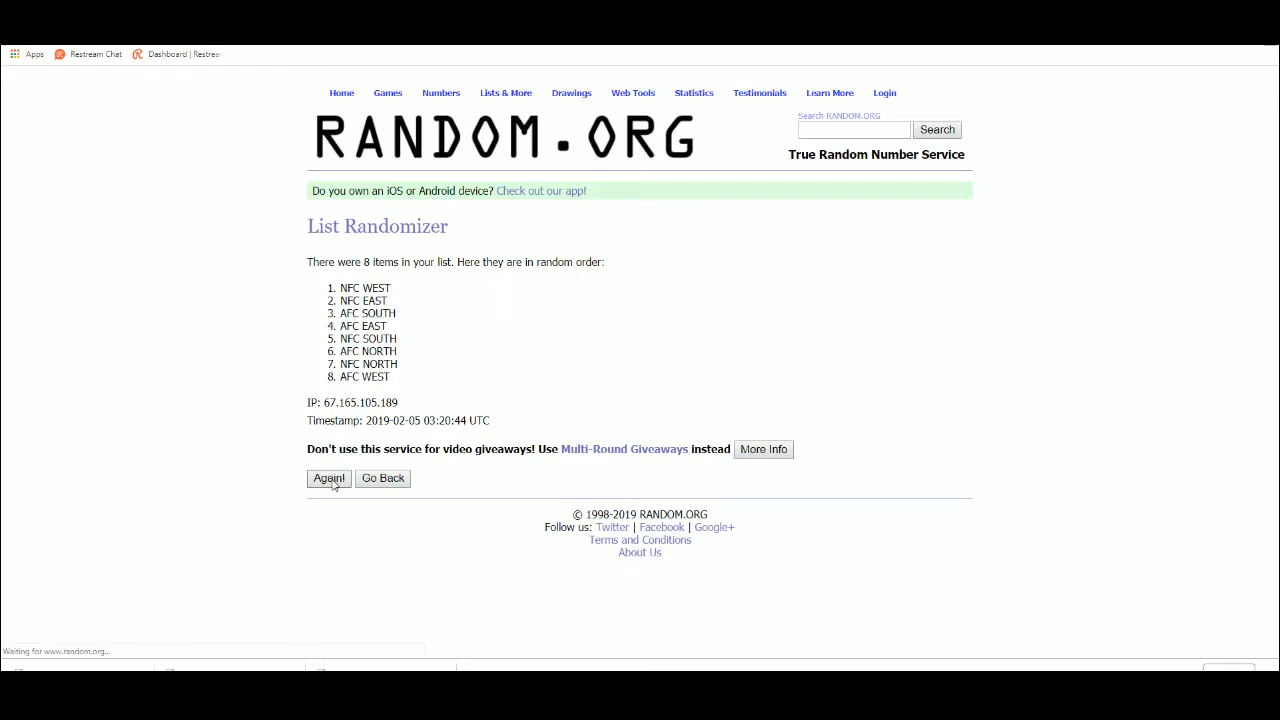 Apps Restream Chat Dashboard | Restrea
Home Games Numbers Lists & More Drawings Web Tools Statistics Testimonials Learn More Login
RANDOM.ORG
Search RANDOM.ORG
Search
True Random Number Service
Do you own an iOS or Android device? Check out our app!
List Randomizer
There were 8 items in your list. Here they are in random order:
1. NFC WEST
2. NFC EAST
3. AFC SOUTH
4. AFC EAST
5. NFC SOUTH
6. AFC NORTH
7. NFC NORTH
8. AFC WEST
IP: 67.165.105.189
Timestamp: 2019-02-05 03:20:44 UTC
Don't use this service for video giveaways! Use Multi-Round Giveaways instead More Info
Again! Go Back
© 1998-2019 RANDOM.ORG
Follow us: Twitter | Facebook | Google+
Terms and Conditions
About Us
Waiting for www.random.org...